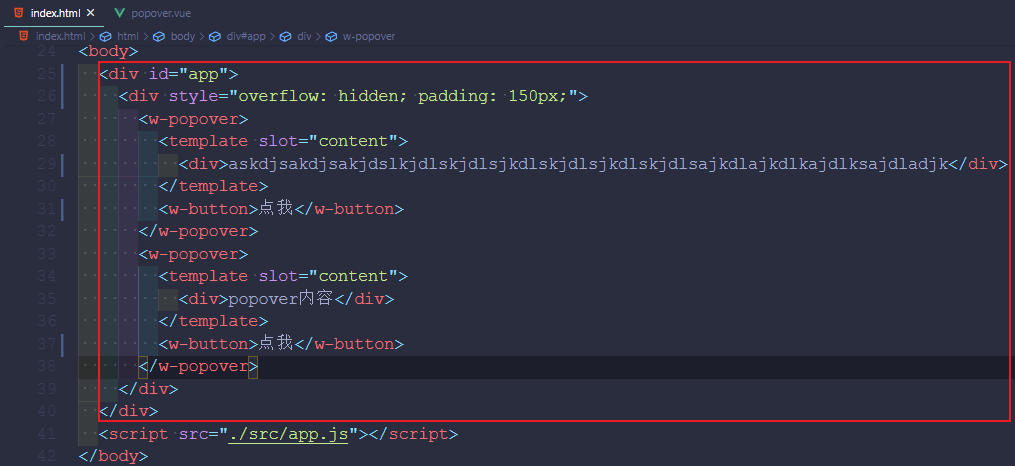 index.html × popover.vue
index.html > html > body > div#app > div > w-popover
24 <body>
25 <div id="app">
26 <div style="overflow: hidden; padding: 150px;">
27 <w-popover>
28 <template slot="content">
29 <div>askdjsakdjsakjdslkjdlskjdlsjkdlskjdlsjkdlskjdlsajkdlajkdlkajdlksajdladjk</div>
30 </template>
31 <w-button>点我</w-button>
32 </w-popover>
33 <w-popover>
34 <template slot="content">
35 <div>popover内容</div>
36 </template>
37 <w-button>点我</w-button>
38 </w-popover>
39 </div>
40 </div>
41 <script src="./src/app.js"></script>
42 </body>